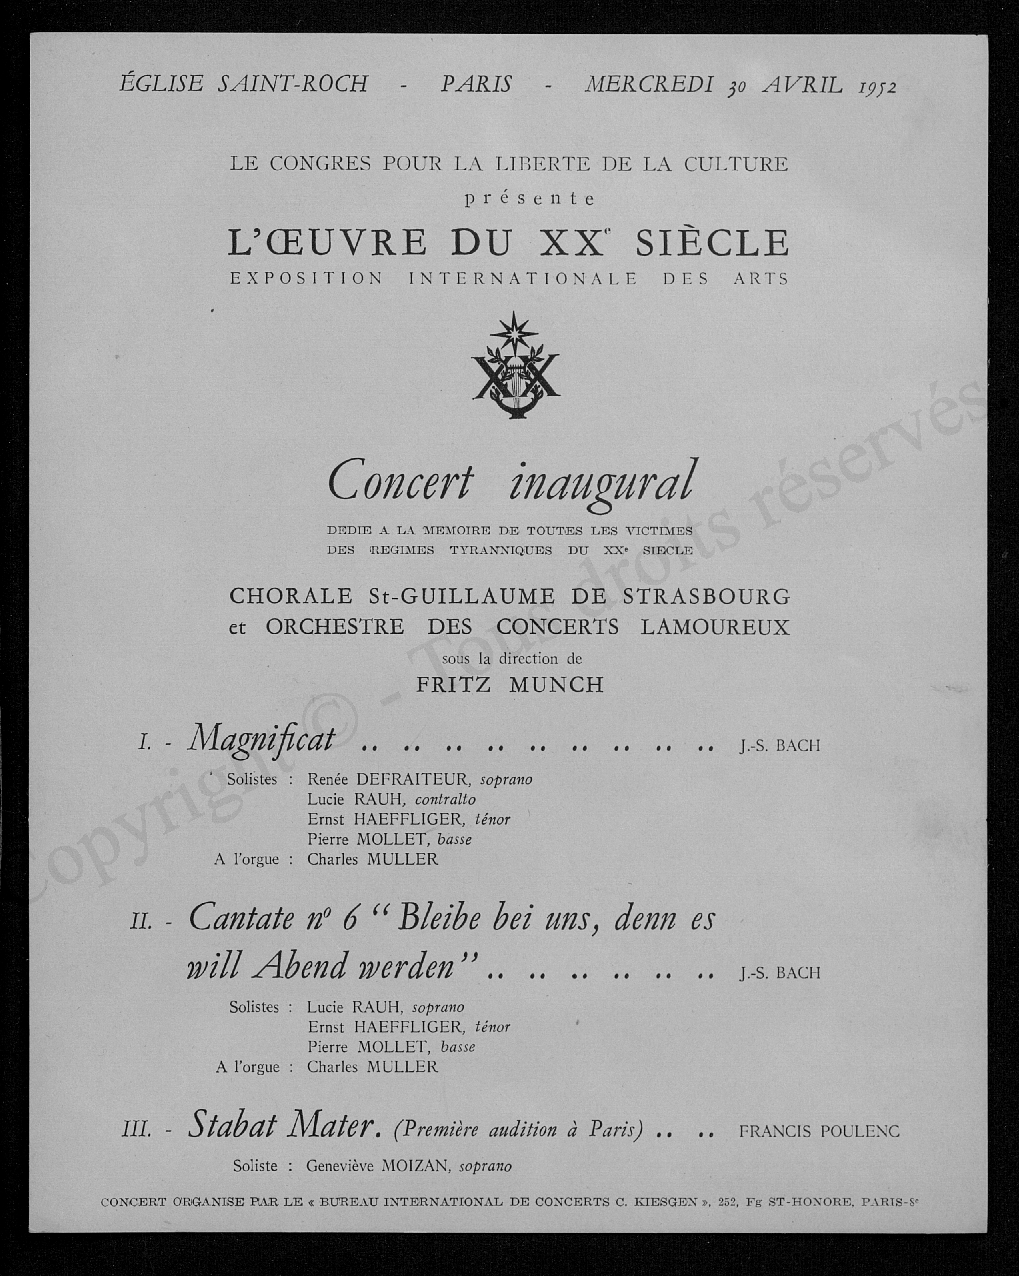 ÉGLISE SAINT-ROCH - PARIS - MERCREDI 30 AVRIL 1952
LE CONGRES POUR LA LIBERTE DE LA CULTURE
présente
L'ŒUVRE DU XXe SIÈCLE
EXPOSITION INTERNATIONALE DES ARTS
XX
Concert inaugural
DEDIE A LA MEMOIRE DE TOUTES LES VICTIMES
DES REGIMES TYRANNIQUES DU XXe SIECLE
CHORALE St-GUILLAUME DE STRASBOURG
et ORCHESTRE DES CONCERTS LAMOUREUX
sous la direction de
FRITZ MUNCH
I. - Magnificat .. .. .. .. .. .. .. .. .. J.-S. BACH
Solistes : Renée DEFRAITEUR, soprano
Lucie RAUH, contralto
Ernst HAEFFLIGER, ténor
Pierre MOLLET, basse
A l'orgue : Charles MULLER
II. - Cantate nº 6 “ Bleibe bei uns, denn es
will Abend werden ” .. .. .. .. .. .. J.-S. BACH
Solistes : Lucie RAUH, soprano
Ernst HAEFFLIGER, ténor
Pierre MOLLET, basse
A l'orgue : Charles MULLER
III. - Stabat Mater. (Première audition à Paris) .. .. FRANCIS POULENC
Soliste : Geneviève MOIZAN, soprano
CONCERT ORGANISE PAR LE « BUREAU INTERNATIONAL DE CONCERTS C. KIESGEN », 252, Fg ST-HONORE, PARIS-8e
Copyright © - Tous droits réservés